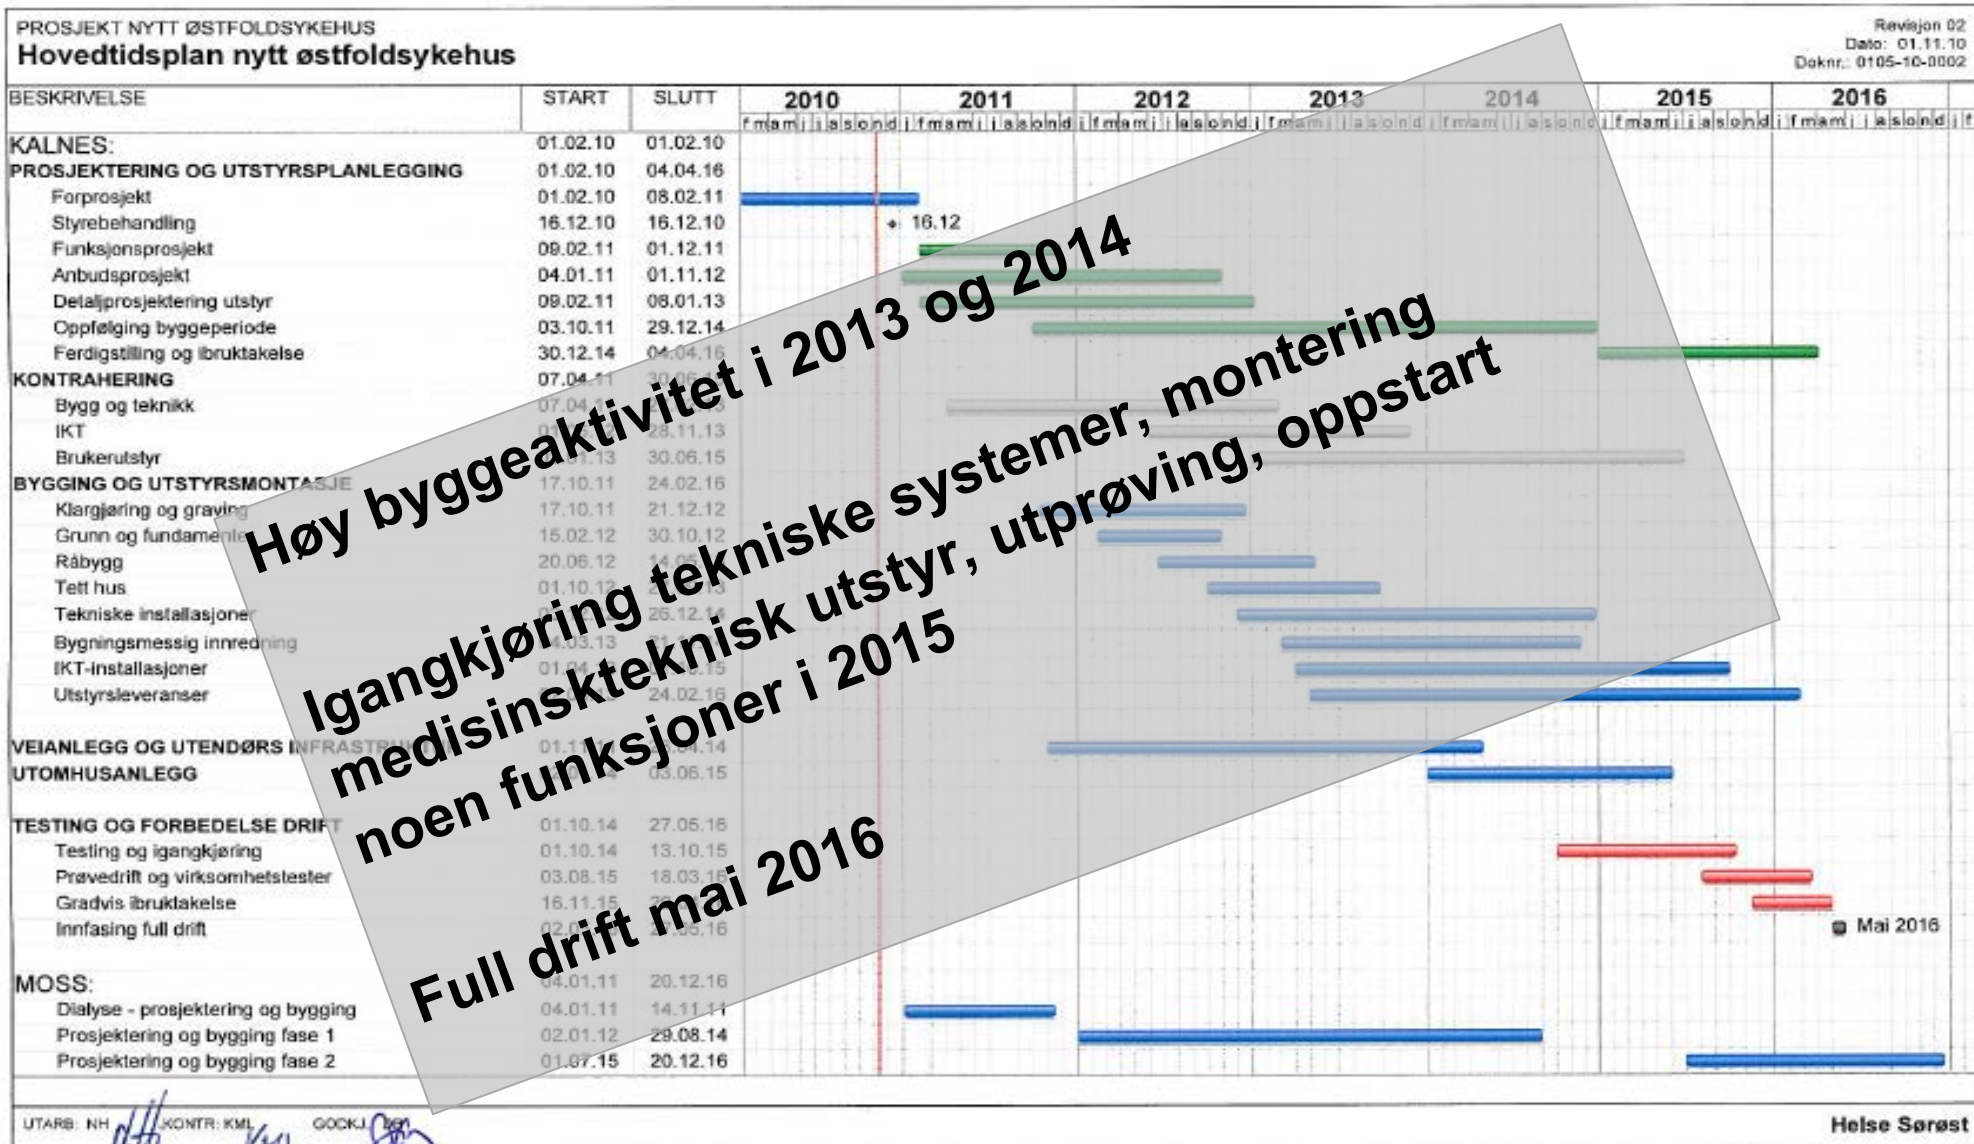 PROSJEKT NYTT ØSTFOLDSYKEHUS
Hovedtidsplan nytt østfoldsykehus
Revisjon 02
Dato: 01.11.10
Doknr.: 0105-10-0002
BESKRIVELSE START SLUTT 2010 2011 2012 2013 2014 2015 2016
f m a m j j a s o n d j f m a m j j a s o n d j f m a m j j a s o n d j f m a m j j a s o n d j f m a m j j a s o n d j f m a m j j a s o n d j f m a m j j a s o n d j f
KALNES: 01.02.10 01.02.10
PROSJEKTERING OG UTSTYRSPLANLEGGING 01.02.10 04.04.16
Forprosjekt 01.02.10 08.02.11
Styrebehandling 16.12.10 16.12.10 16.12
Funksjonsprosjekt 09.02.11 01.12.11
Anbudsprosjekt 04.01.11 01.11.12
Detaljprosjektering utstyr 09.02.11 08.01.13
Oppfølging byggeperiode 03.10.11 29.12.14
Ferdigstilling og ibruktakelse 30.12.14 04.04.16
KONTRAHERING 07.04.11
Bygg og teknikk
IKT 28.11.13
Brukerutstyr 30.06.15
BYGGING OG UTSTYRSMONTASJE 17.10.11 24.02.16
Klargjøring og graving 17.10.11 21.12.12
Grunn og fundamente 15.02.12 30.10.12
Råbygg 20.06.12
Tett hus 01.10.12
Tekniske installasjoner 26.12.14
Bygningsmessig innredning
IKT-installasjoner
Utstyrsleveranser 24.02.16
VEIANLEGG OG UTENDØRS INFRASTRUKTUR
UTOMHUSANLEGG 03.06.15
TESTING OG FORBEDELSE DRIFT 01.10.14 27.05.16
Testing og igangkjøring 01.10.14 13.10.15
Prøvedrift og virksomhetstester 03.08.15 18.03.16
Gradvis ibruktakelse 16.11.15
Innfasing full drift Mai 2016
MOSS: 04.01.11 20.12.16
Dialyse - prosjektering og bygging 04.01.11 14.11.11
Prosjektering og bygging fase 1 02.01.12 29.08.14
Prosjektering og bygging fase 2 01.07.15 20.12.16
Høy byggeaktivitet i 2013 og 2014
Igangkjøring tekniske systemer, montering
medisinskteknisk utstyr, utprøving, oppstart
noen funksjoner i 2015
Full drift mai 2016
UTARB: NH KONTR: KML GODKJ:
Helse Sørøst